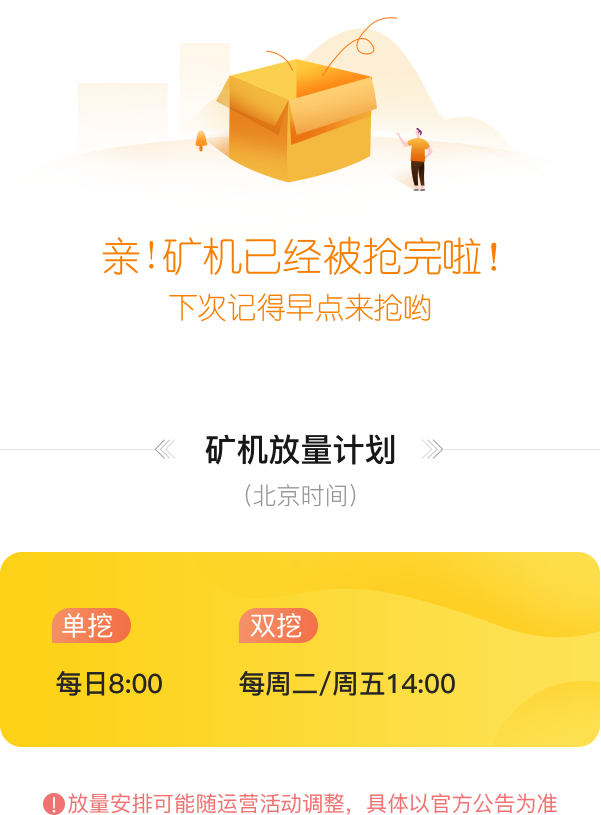 亲！矿机已经被抢完啦！
下次记得早点来抢哟
矿机放量计划
（北京时间）
单挖 双挖
每日8:00 每周二/周五14:00
! 放量安排可能随运营活动调整，具体以官方公告为准